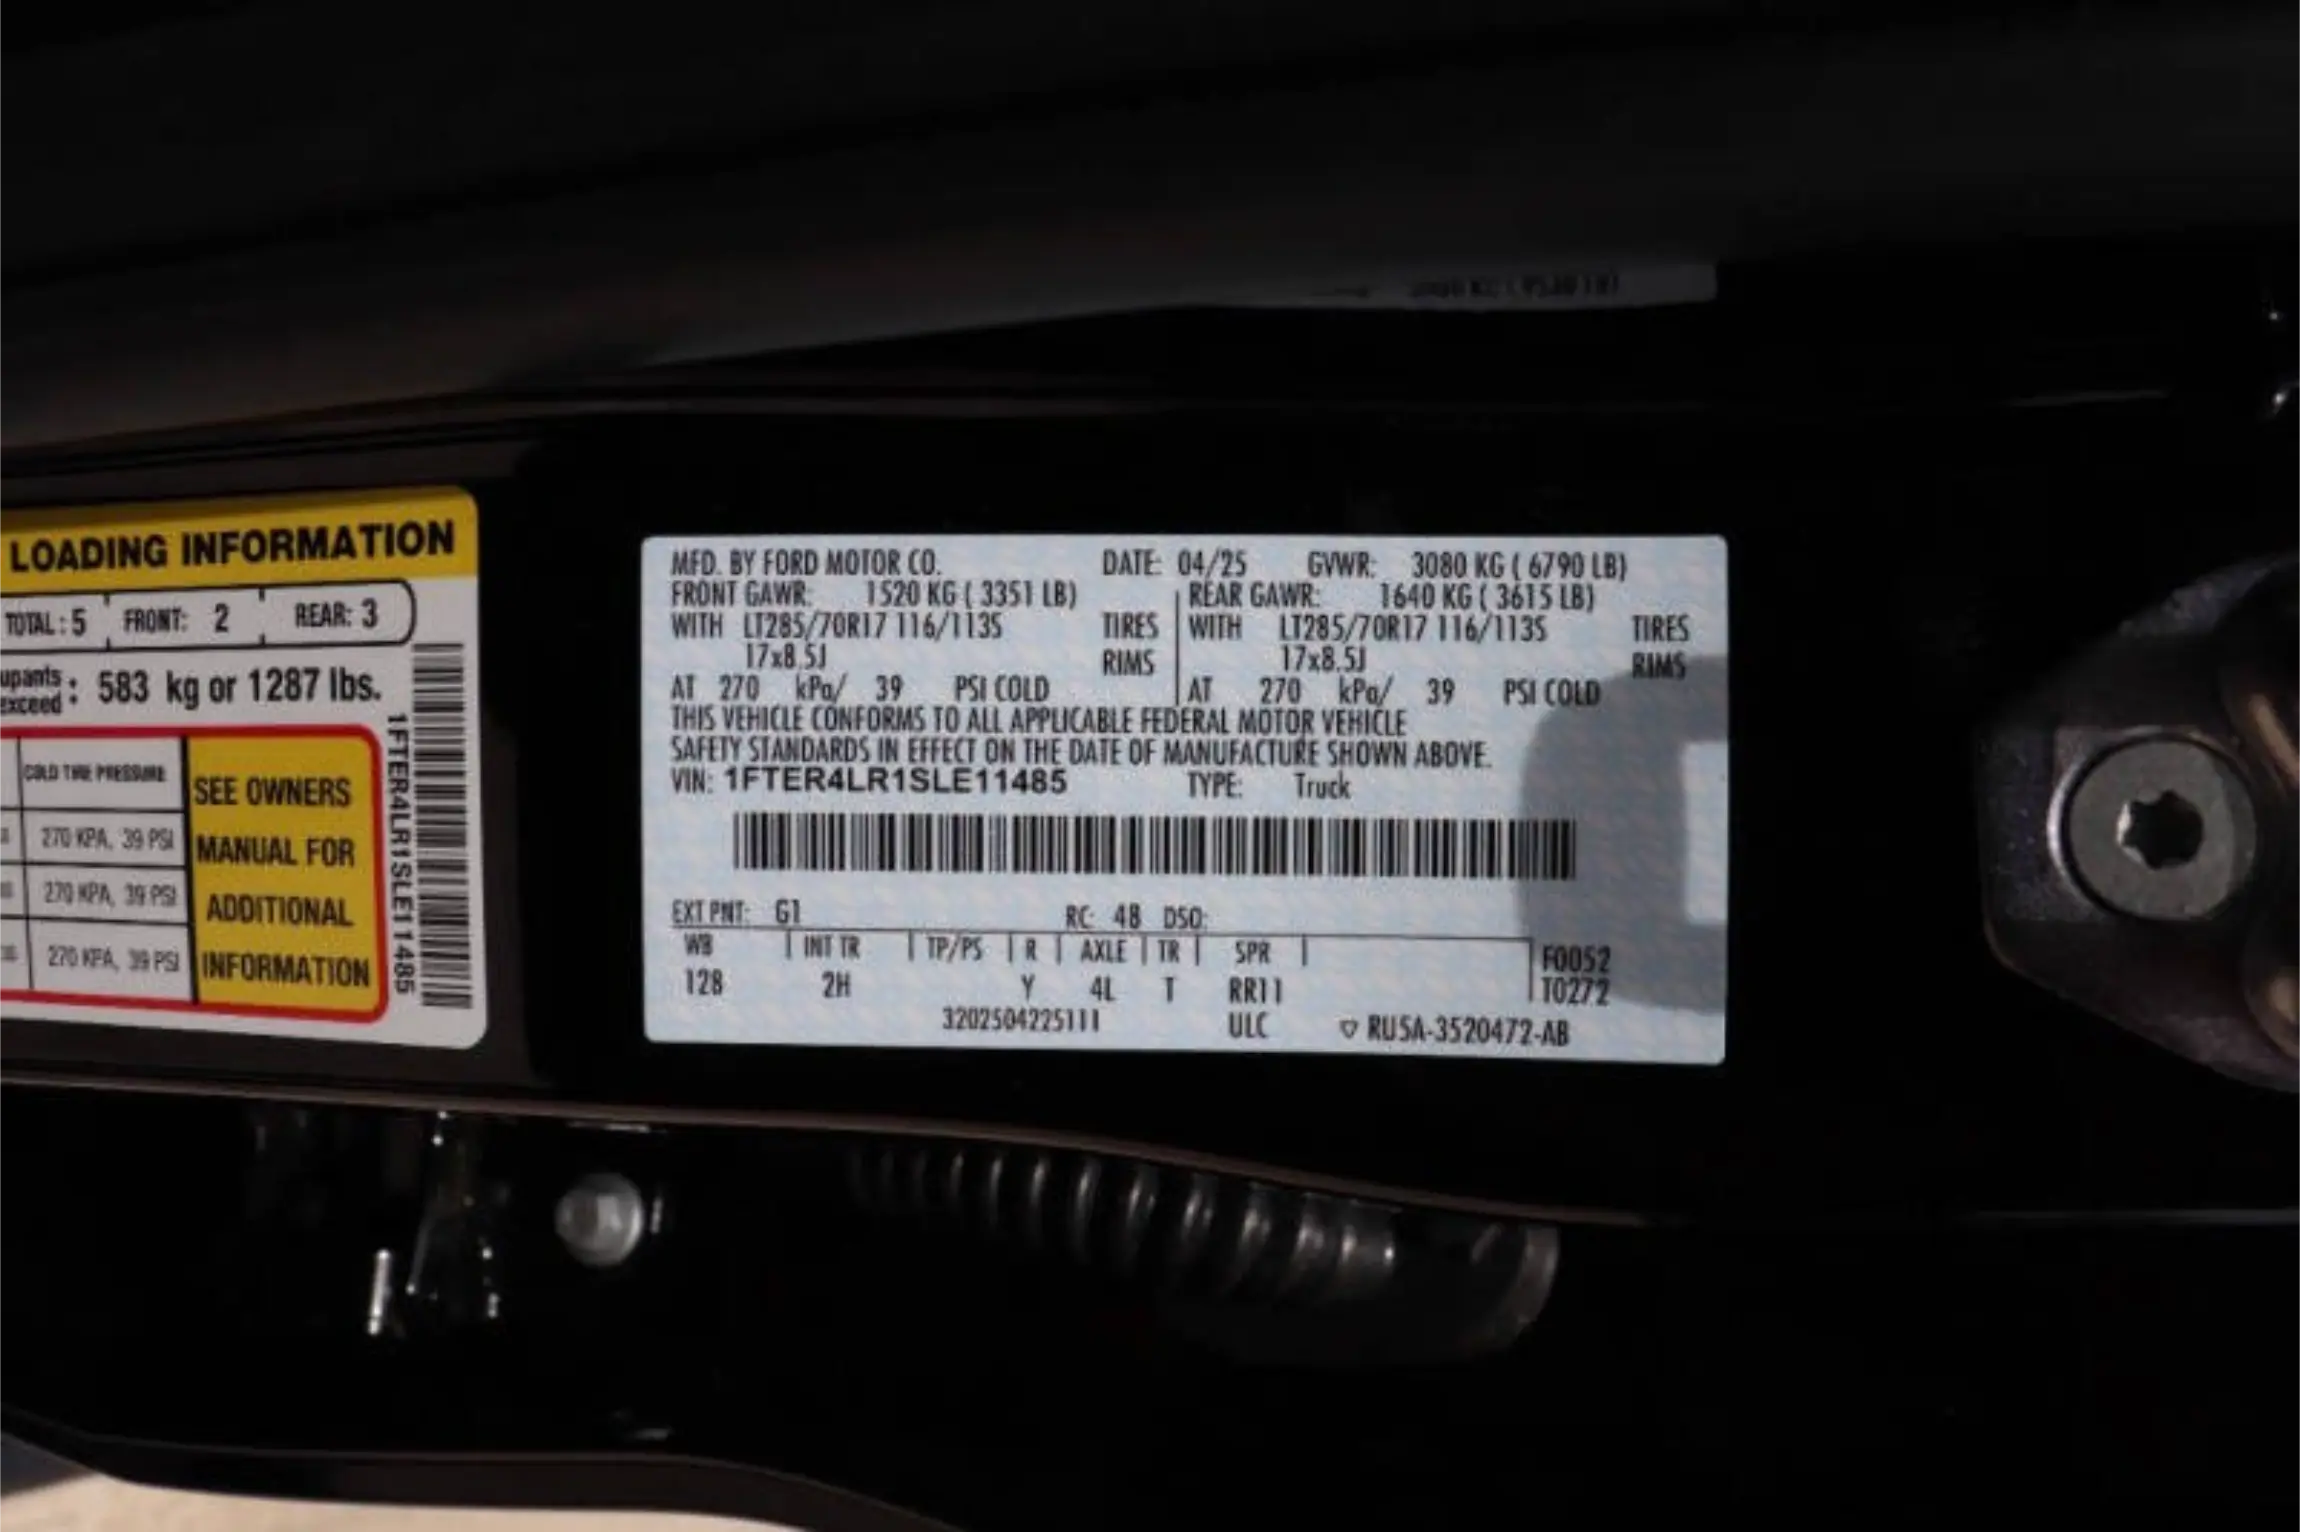 LOADING INFORMATION
TOTAL: 5 FRONT: 2 REAR: 3
upants
exceed : 583 kg or 1287 lbs.
COLD TIRE PRESSURE
270 KPA, 39 PSI
270 KPA, 39 PSI
270 KPA, 39 PSI
SEE OWNERS
MANUAL FOR
ADDITIONAL
INFORMATION
1FTER4LR1SLE11485
MFD. BY FORD MOTOR CO. DATE: 04/25 GVWR: 3080 KG ( 6790 LB)
FRONT GAWR: 1520 KG ( 3351 LB) REAR GAWR: 1640 KG ( 3615 LB)
WITH LT285/70R17 116/113S TIRES WITH LT285/70R17 116/113S TIRES
17x8.5J RIMS 17x8.5J RIMS
AT 270 kPa/ 39 PSI COLD AT 270 kPa/ 39 PSI COLD
THIS VEHICLE CONFORMS TO ALL APPLICABLE FEDERAL MOTOR VEHICLE
SAFETY STANDARDS IN EFFECT ON THE DATE OF MANUFACTURE SHOWN ABOVE.
VIN: 1FTER4LR1SLE11485 TYPE: Truck
EXT PNT: G1 RC: 48 DSO:
WB INT TR TP/PS R AXLE TR SPR F0052
128 2H Y 4L T RR11 T0272
3202504225111 ULC RU5A-3520472-AB